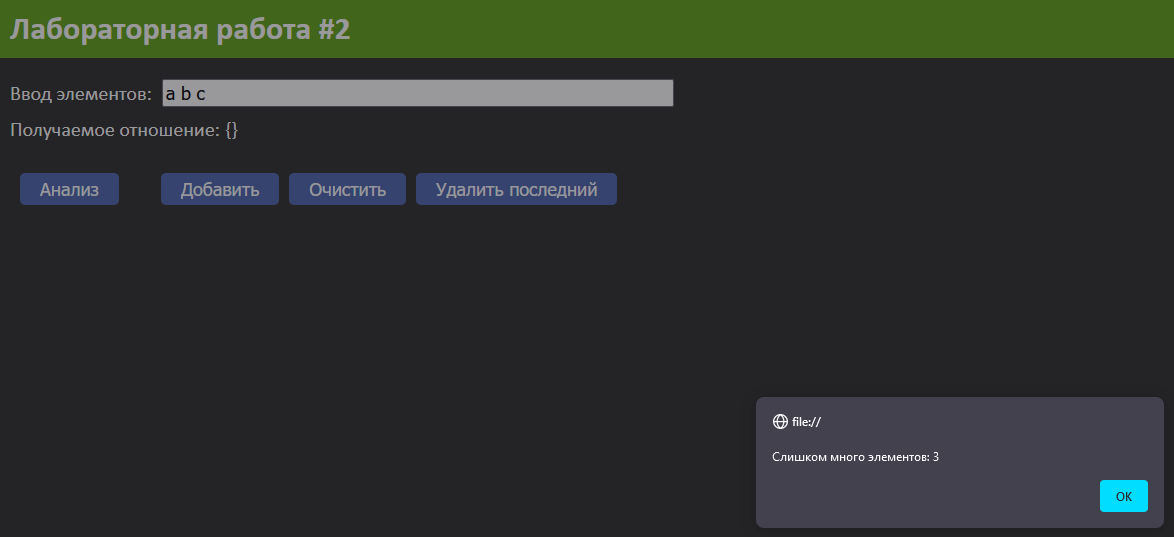 Лабораторная работа #2
Ввод элементов: a b c
Получаемое отношение: {}
Анализ Добавить Очистить Удалить последний
file://
Слишком много элементов: 3
OK